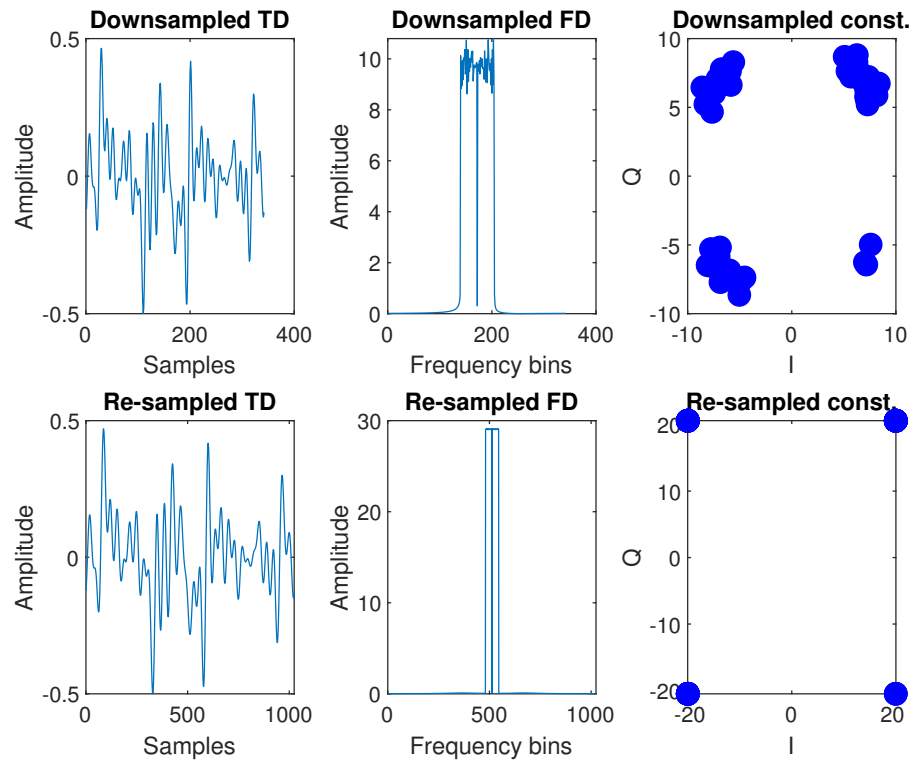 Downsampled TD
0.5
0
-0.5
Amplitude
0
200
400
Samples
Downsampled FD
10
8
6
4
2
0
Amplitude
0
200
400
Frequency bins
Downsampled const.
10
5
0
-5
-10
Q
-10
0
10
I
Re-sampled TD
0.5
0
-0.5
Amplitude
0
500
1000
Samples
Re-sampled FD
30
20
10
0
Amplitude
0
500
1000
Frequency bins
Re-sampled const.
20
10
0
-10
-20
Q
-20
0
20
I